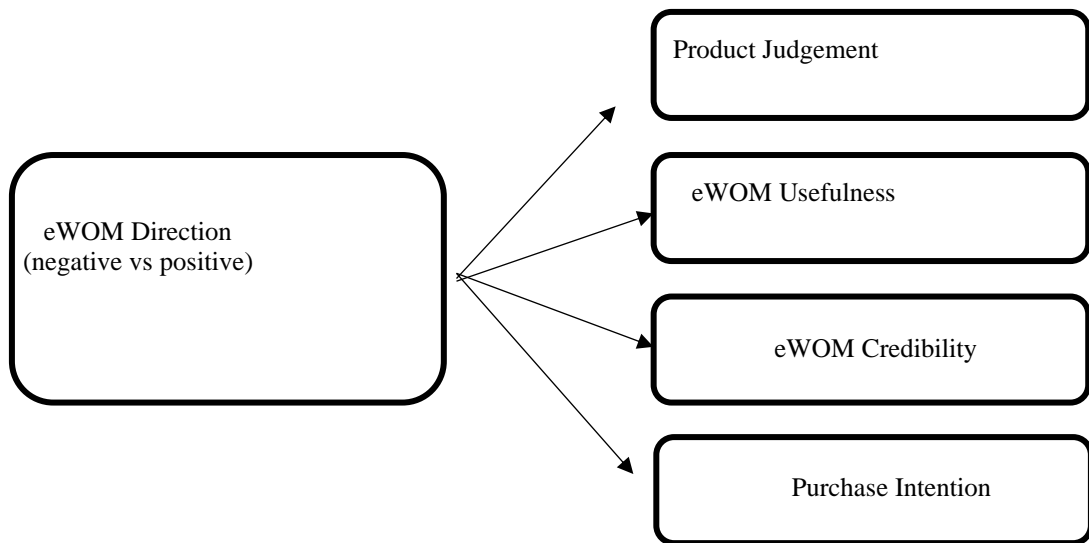 eWOM Direction
(negative vs positive)
Product Judgement
eWOM Usefulness
eWOM Credibility
Purchase Intention